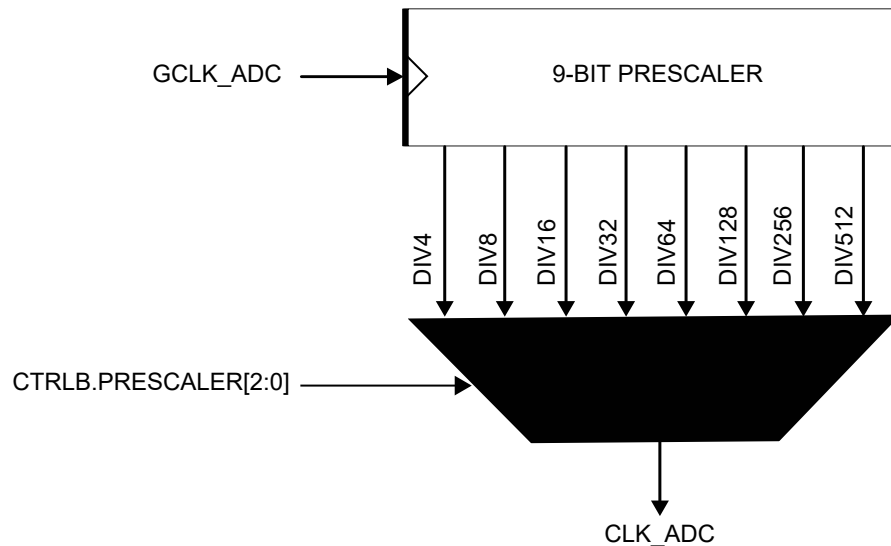 GCLK_ADC
9-BIT PRESCALER
DIV4
DIV8
DIV16
DIV32
DIV64
DIV128
DIV256
DIV512
CTRLB.PRESCALER[2:0]
CLK_ADC